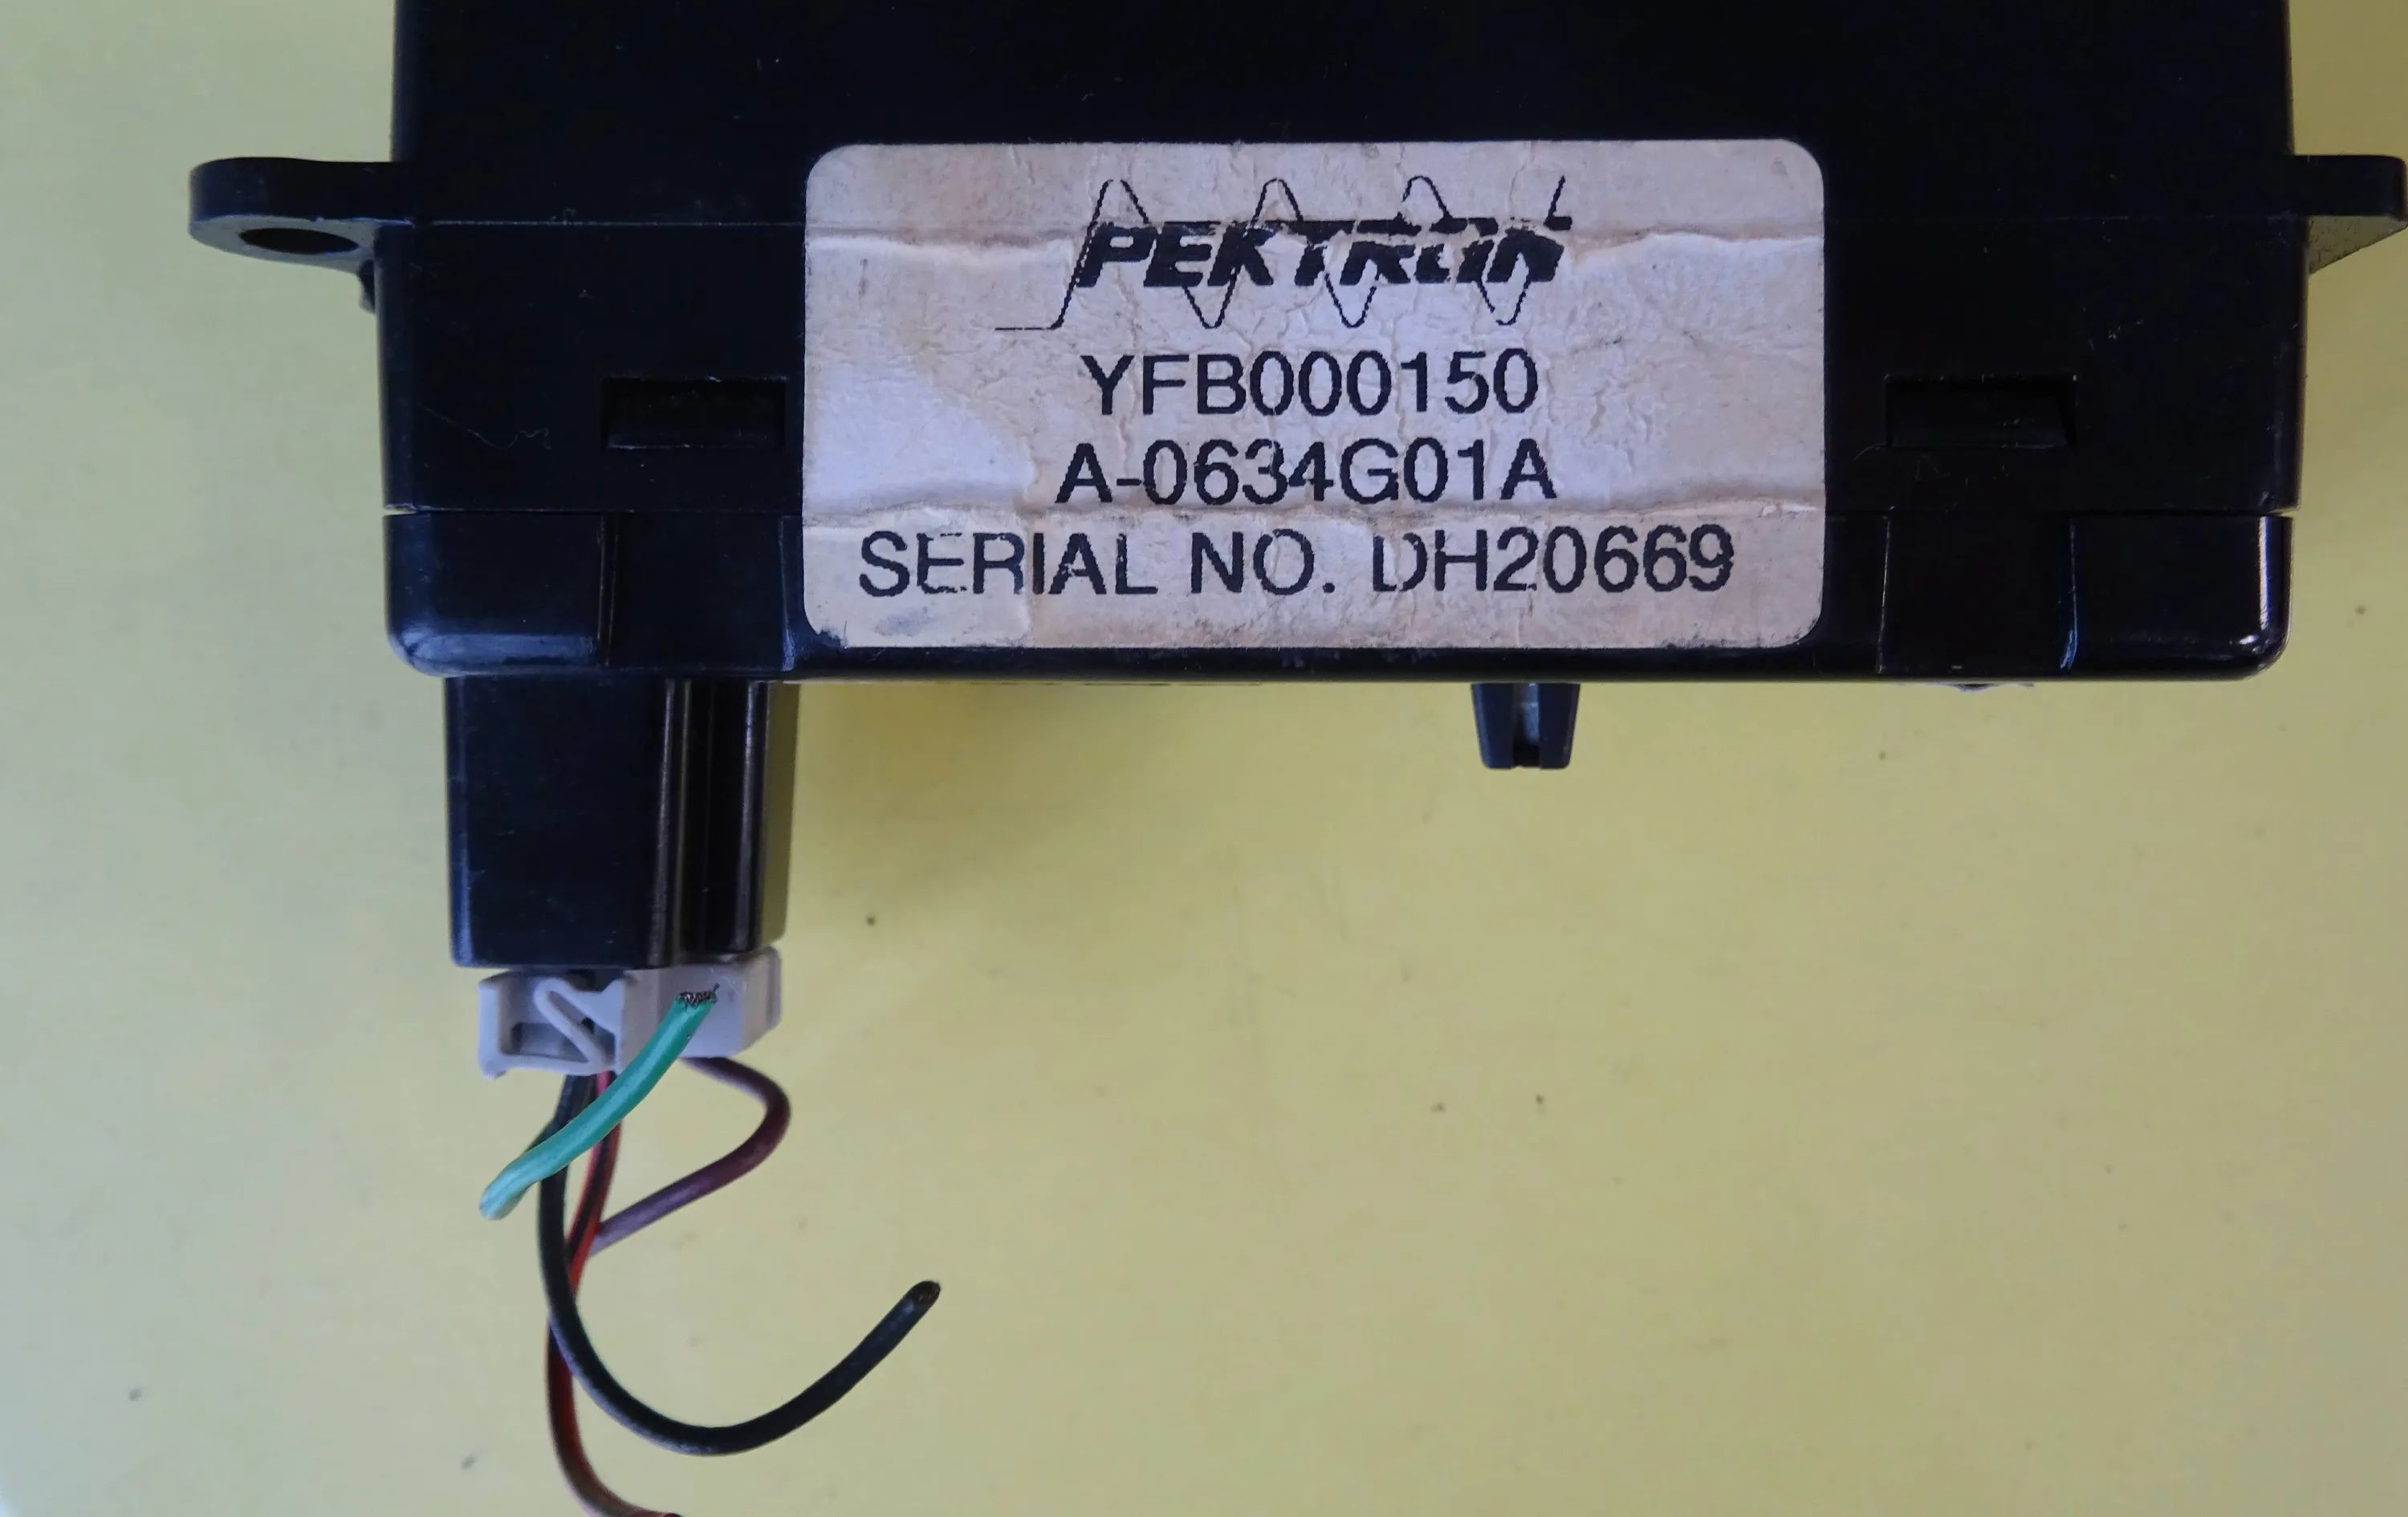 PEKTRON
YFB000150
A-0634G01A
SERIAL NO. DH20669